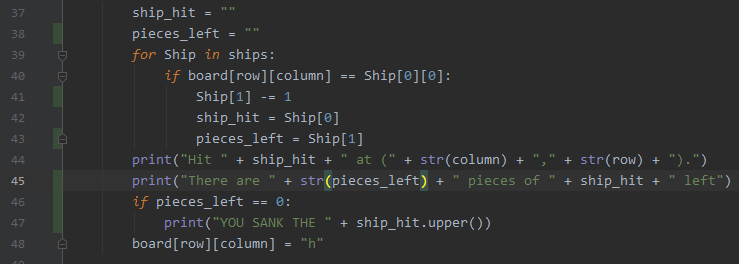 37 ship_hit = ""
38 pieces_left = ""
39 for Ship in ships:
40 if board[row][column] == Ship[0][0]:
41 Ship[1] -= 1
42 ship_hit = Ship[0]
43 pieces_left = Ship[1]
44 print("Hit " + ship_hit + " at (" + str(column) + "," + str(row) + ").")
45 print("There are " + str(pieces_left) + " pieces of " + ship_hit + " left")
46 if pieces_left == 0:
47 print("YOU SANK THE " + ship_hit.upper())
48 board[row][column] = "h"